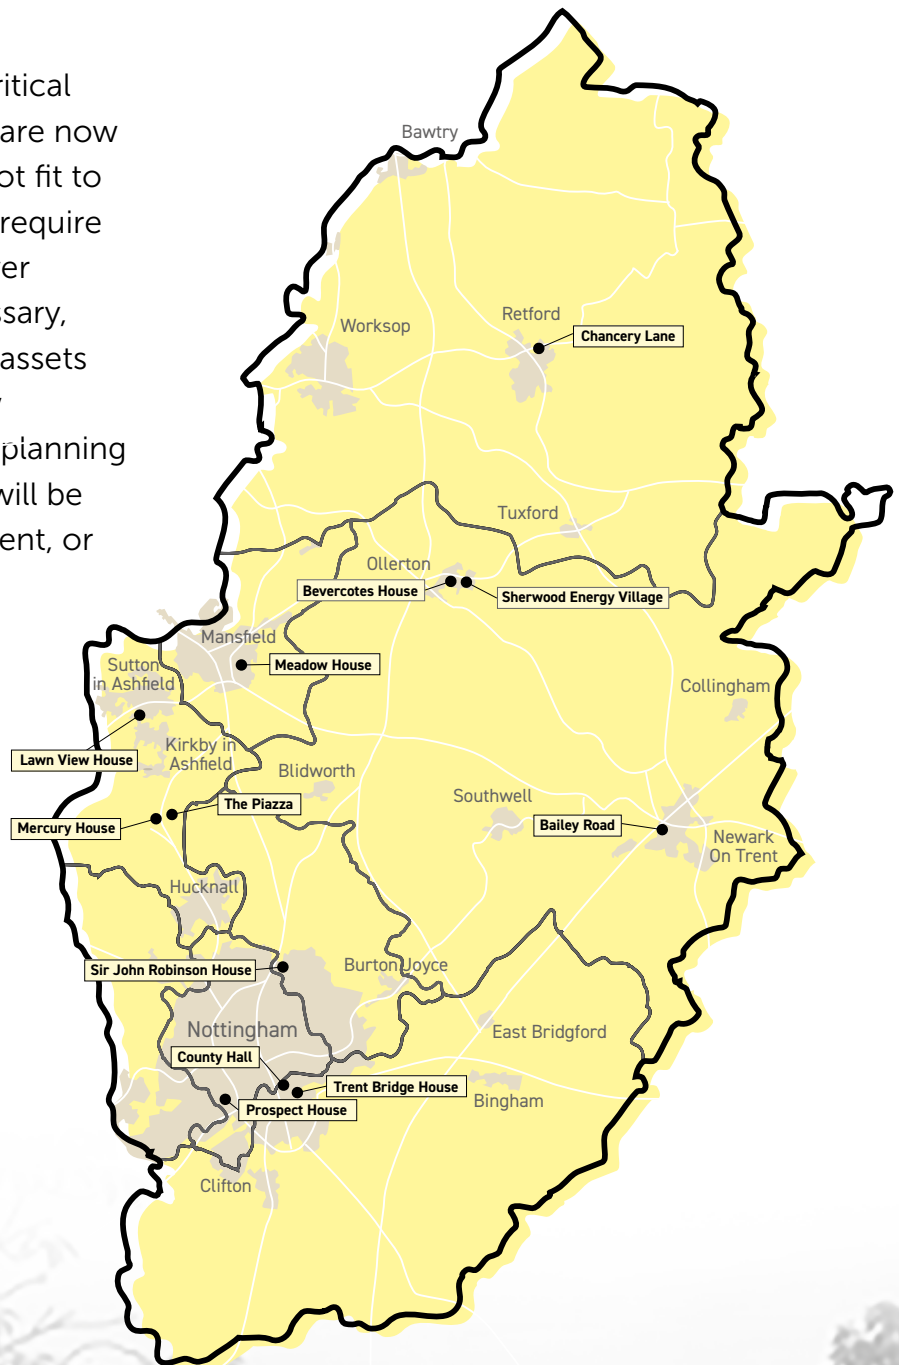 ritical
are now
ot fit to
require
er
ssary,
assets
planning
will be
ent, or
Bawtry
Worksop
Retford
Chancery Lane
Tuxford
Ollerton
Bevercotes House
Sherwood Energy Village
Mansfield
Meadow House
Sutton
in Ashfield
Collingham
Lawn View House
Kirkby in
Ashfield
Blidworth
The Piazza
Southwell
Mercury House
Bailey Road
Newark
On Trent
Hucknall
Sir John Robinson House
Burton Joyce
Nottingham
East Bridgford
County Hall
Trent Bridge House
Prospect House
Bingham
Clifton